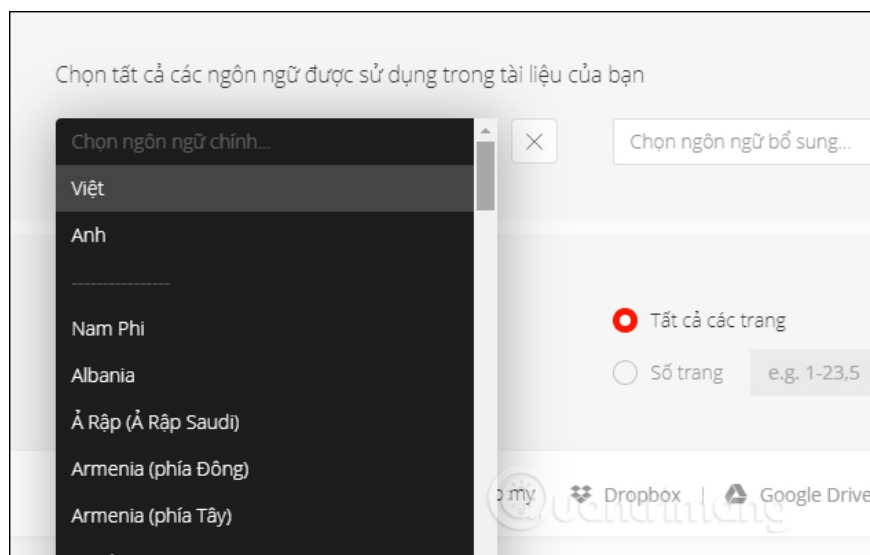 Chọn tất cả các ngôn ngữ được sử dụng trong tài liệu của bạn
Chọn ngôn ngữ chính...
Chọn ngôn ngữ bổ sung...
Việt
Anh
----------------
Nam Phi
Tất cả các trang
Albania
Số trang
e.g. 1-23,5
Ả Rập (Ả Rập Saudi)
Armenia (phía Đông)
my
Dropbox | Google Drive
Armenia (phía Tây)
Quantrimang